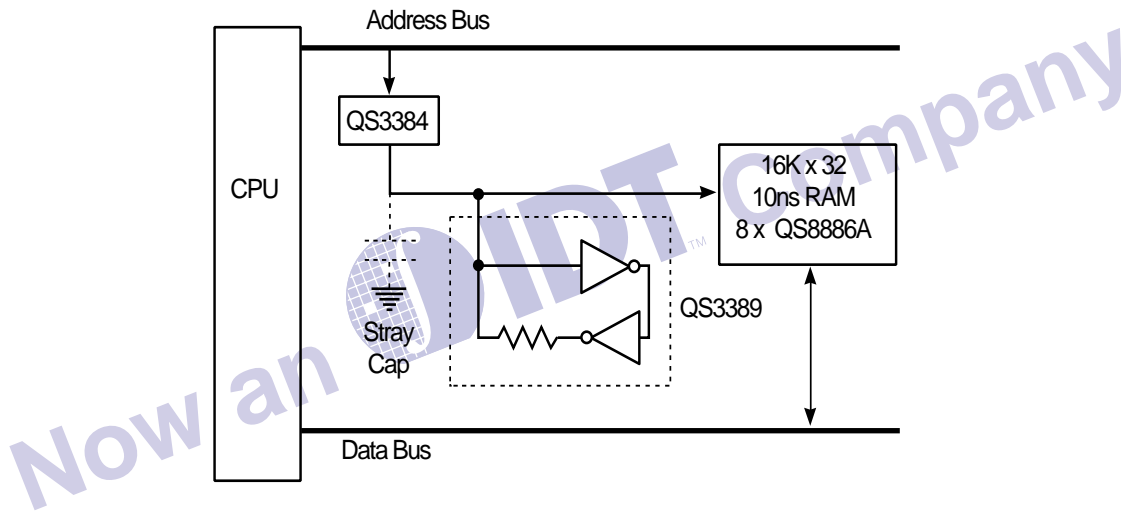 Address Bus
QS3384
CPU
16K x 32
10ns RAM
8 x QS8886A
QS3389
Stray
Cap
Data Bus
Now an IDT Company
TM